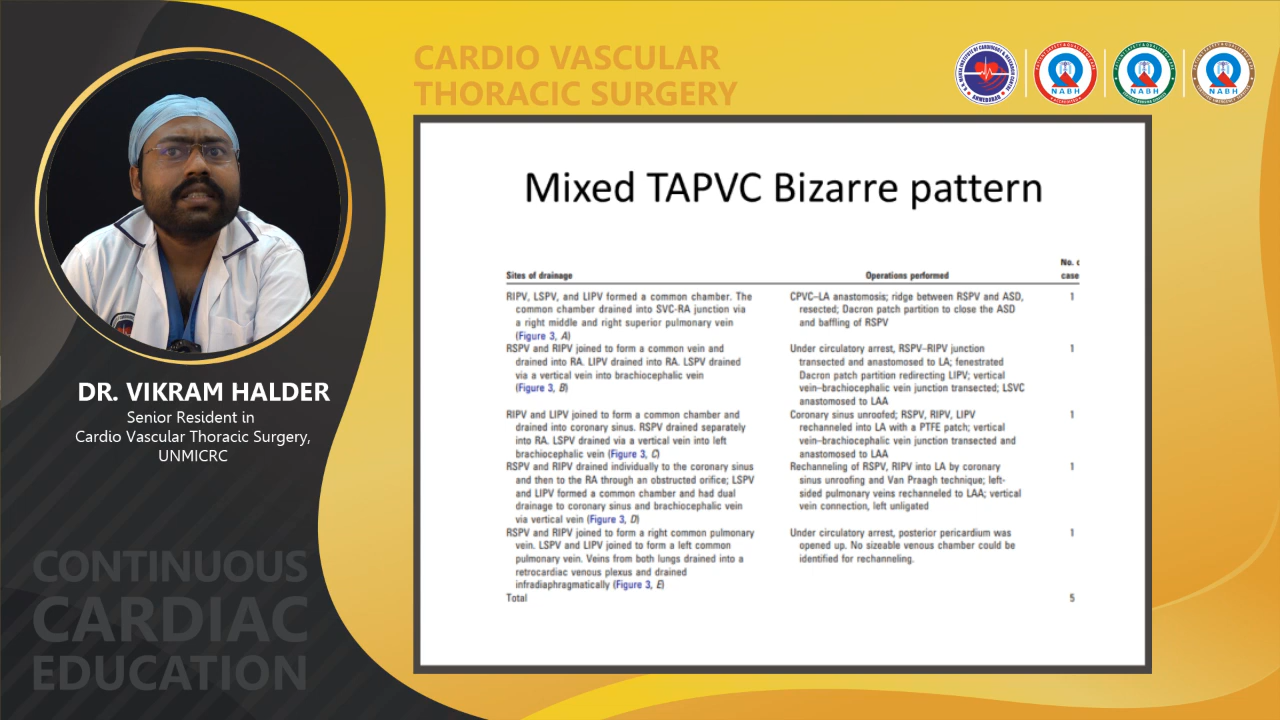 CARDIO VASCULAR
THORACIC SURGERY
NABH
NABH
NABH
Mixed TAPVC Bizarre pattern
Sites of drainage
Operations performed
No. c
case
RIPV, LSPV, and LIPV formed a common chamber. The
common chamber drained into SVC-RA junction via
a right middle and right superior pulmonary vein
(Figure 3, A)
CPVC–LA anastomosis; ridge between RSPV and ASD,
resected; Dacron patch partition to close the ASD
and baffling of RSPV
1
RSPV and RIPV joined to form a common vein and
drained into RA. LIPV drained into RA. LSPV drained
via a vertical vein into brachiocephalic vein
(Figure 3, B)
Under circulatory arrest, RSPV–RIPV junction
transected and anastomosed to LA; fenestrated
Dacron patch partition redirecting LIPV; vertical
vein–brachiocephalic vein junction transected; LSVC
anastomosed to LAA
1
RIPV and LIPV joined to form a common chamber and
drained into coronary sinus. RSPV drained separately
into RA. LSPV drained via a vertical vein into left
brachiocephalic vein (Figure 3, C)
Coronary sinus unroofed; RSPV, RIPV, LIPV
rechanneled into LA with a PTFE patch; vertical
vein–brachiocephalic vein junction transected and
anastomosed to LAA
1
RSPV and RIPV drained individually to the coronary sinus
and then to the RA through an obstructed orifice; LSPV
and LIPV formed a common chamber and had dual
drainage to coronary sinus and brachiocephalic vein
via vertical vein (Figure 3, D)
Rechanneling of RSPV, RIPV into LA by coronary
sinus unroofing and Van Praagh technique; left-
sided pulmonary veins rechanneled to LAA; vertical
vein connection, left unligated
1
RSPV and RIPV joined to form a right common pulmonary
vein. LSPV and LIPV joined to form a left common
pulmonary vein. Veins from both lungs drained into a
retrocardiac venous plexus and drained
infradiaphragmatically (Figure 3, E)
Under circulatory arrest, posterior pericardium was
opened up. No sizeable venous chamber could be
identified for rechanneling.
1
Total
5
DR. VIKRAM HALDER
Senior Resident in
Cardio Vascular Thoracic Surgery,
UNMICRC
CONTINUOUS
CARDIAC
EDUCATION